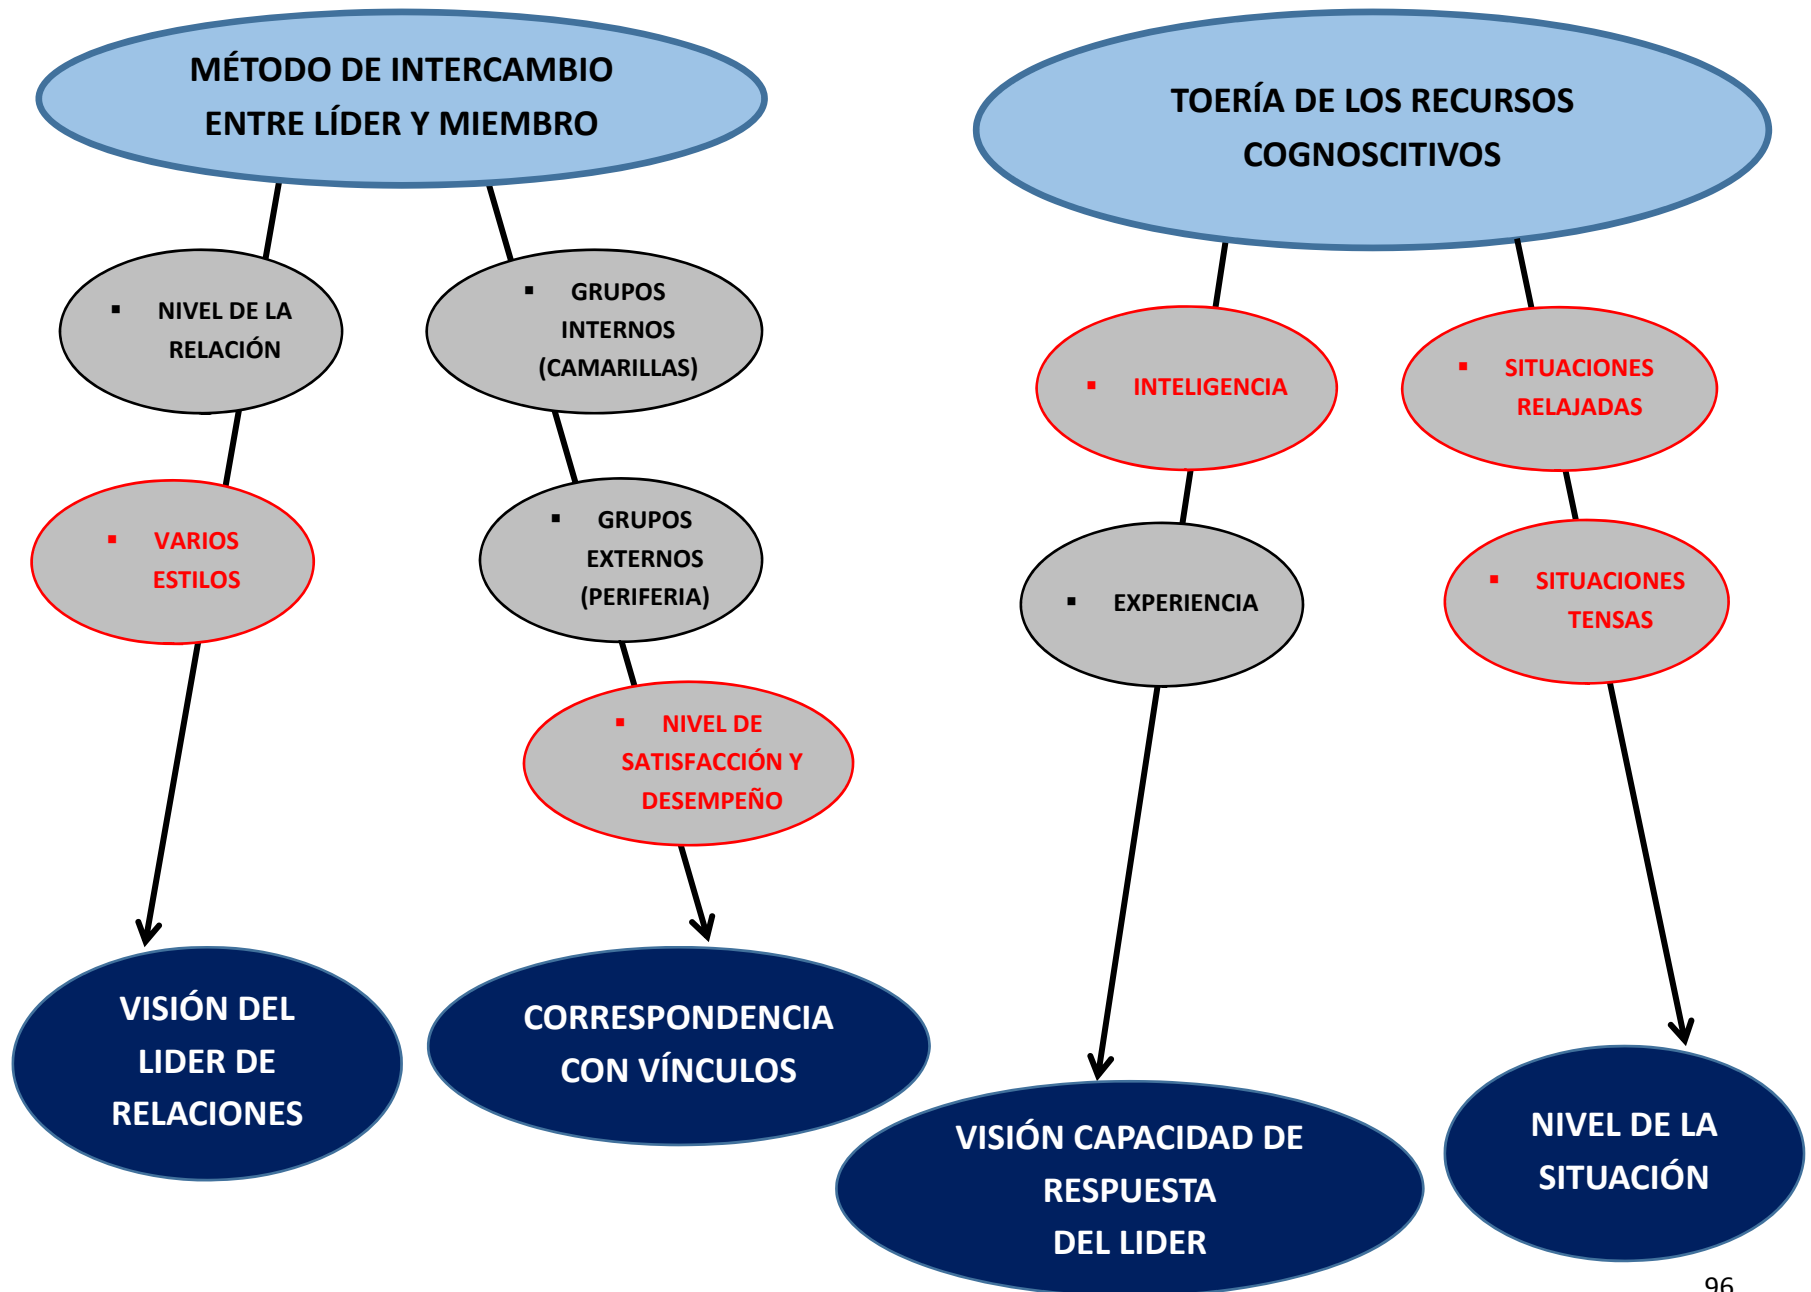 MÉTODO DE INTERCAMBIO
ENTRE LÍDER Y MIEMBRO
▪ NIVEL DE LA
RELACIÓN
▪ VARIOS
ESTILOS
VISIÓN DEL
LIDER DE
RELACIONES
▪ GRUPOS
INTERNOS
(CAMARILLAS)
▪ GRUPOS
EXTERNOS
(PERIFERIA)
▪ NIVEL DE
SATISFACCIÓN Y
DESEMPEÑO
CORRESPONDENCIA
CON VÍNCULOS
TOERÍA DE LOS RECURSOS
COGNOSCITIVOS
▪ INTELIGENCIA
▪ EXPERIENCIA
VISIÓN CAPACIDAD DE
RESPUESTA
DEL LIDER
▪ SITUACIONES
RELAJADAS
▪ SITUACIONES
TENSAS
NIVEL DE LA
SITUACIÓN
96